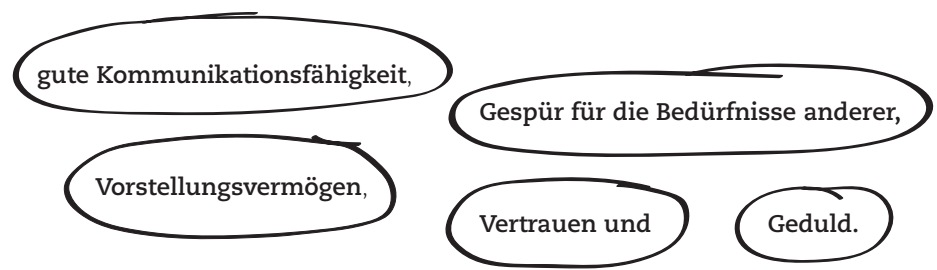 gute Kommunikationsfähigkeit,
Gespür für die Bedürfnisse anderer,
Vorstellungsvermögen,
Vertrauen und
Geduld.